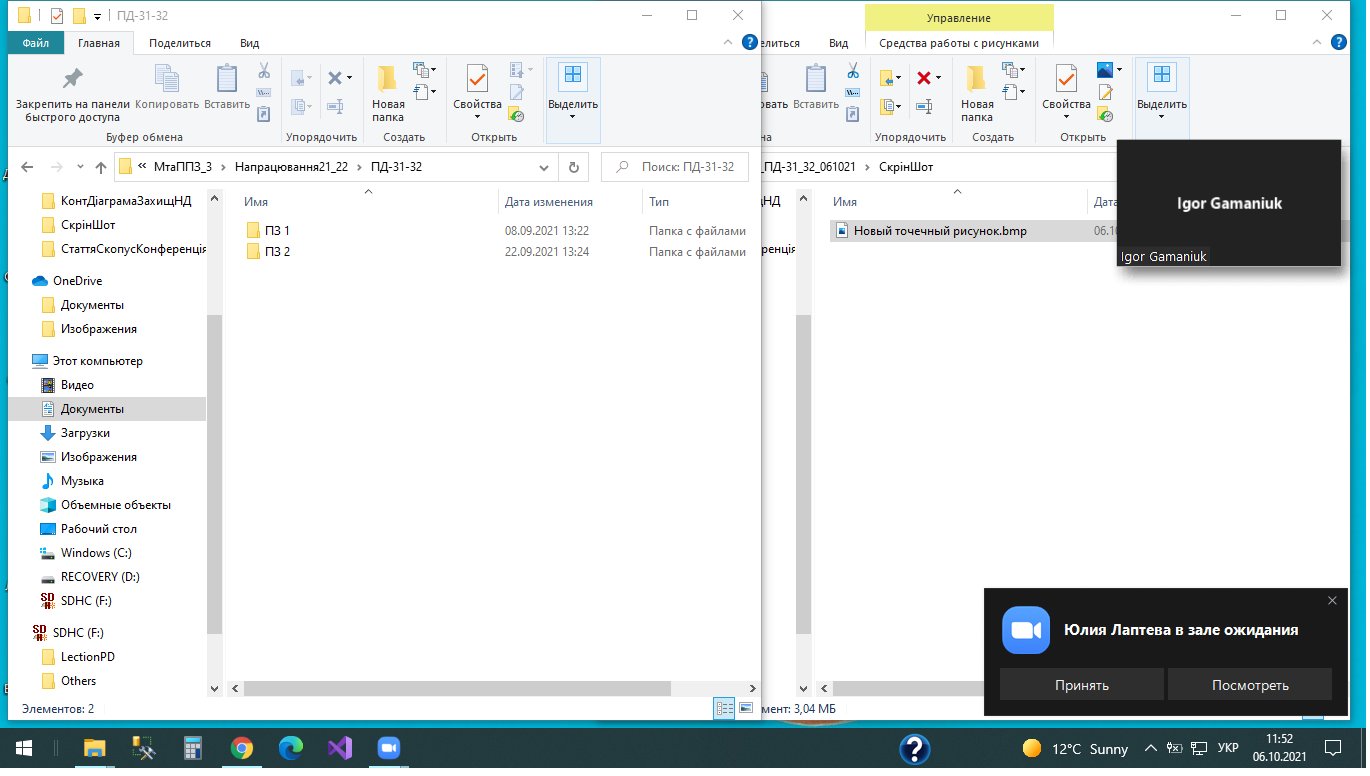 ПД-31-32
Файл
Главная
Поделиться
Вид
Закрепить на панели
быстрого доступа
Копировать
Вставить
Новая
папка
Свойства
Выделить
Буфер обмена
Упорядочить
Создать
Открыть
« МтаППЗ_3 > Напрацювання21_22 > ПД-31-32
Поиск: ПД-31-32
КонтДіаграмаЗахищНД
СкрінШот
СтаттяСкопусКонференція
OneDrive
Документы
Изображения
Этот компьютер
Видео
Документы
Загрузки
Изображения
Музыка
Объемные объекты
Рабочий стол
Windows (C:)
RECOVERY (D:)
SDHC (F:)
SDHC (F:)
LectionPD
Others
Имя
Дата изменения
Тип
ПЗ 1
08.09.2021 13:22
Папка с файлами
ПЗ 2
22.09.2021 13:24
Папка с файлами
Элементов: 2
Управление
елиться
Вид
Средства работы с рисунками
овать
Вставить
Новая
папка
Свойства
Выделить
на
Упорядочить
Создать
Открыть
_ПД-31_32_061021 > СкрінШот
щНД
еренція
Имя
Дата
Новый точечный рисунок.bmp
06.10
Igor Gamaniuk
Igor Gamaniuk
Юлия Лаптева в зале ожидания
Принять
Посмотреть
мент: 3,04 МБ
12°C Sunny
УКР
11:52
06.10.2021